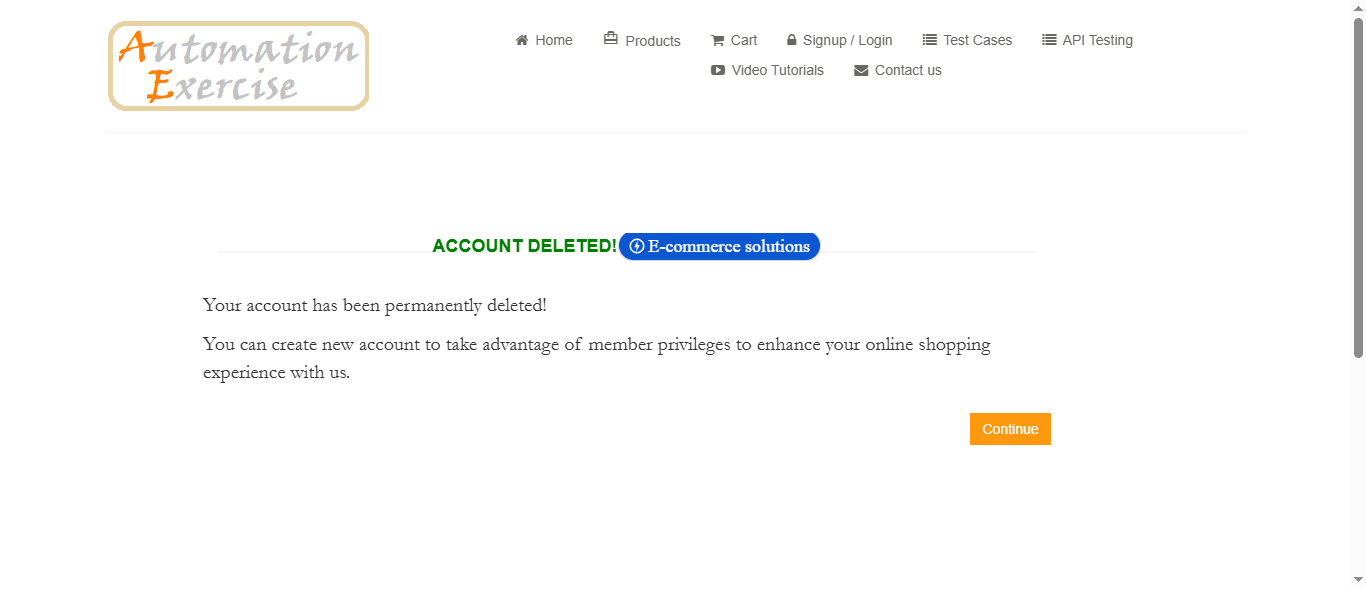 Automation
Exercise
Home Products Cart Signup / Login Test Cases API Testing
Video Tutorials Contact us
ACCOUNT DELETED! E-commerce solutions
Your account has been permanently deleted!
You can create new account to take advantage of member privileges to enhance your online shopping
experience with us.
Continue